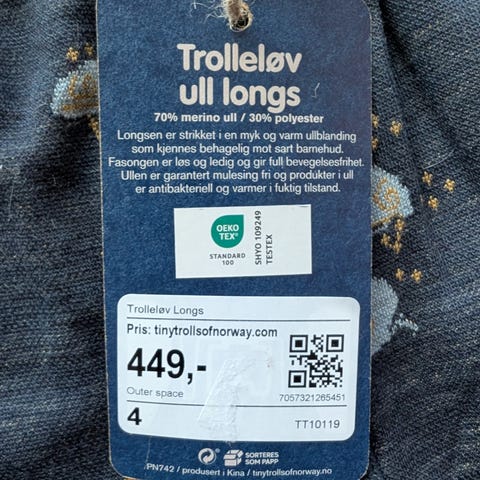 Trolleløv
ull longs
70% merino ull / 30% polyester
Longsen er strikket i en myk og varm ullblanding
som kjennes behagelig mot sart barnehud.
Fasongen er løs og ledig og gir full bevegelsesfrihet.
Ullen er garantert mulesing fri og produkter i ull
er antibakteriell og varmer i fuktig tilstand.
OEKO
TEX®
STANDARD
100
SHYO 109249
TESTEX
Trolleløv Longs
Pris: tinytrollsofnorway.com
449,-
Outer space
7057321265451
4
TT10119
SORTERES
SOM PAPP
PN742 / produsert i Kina / tinytrollsofnorway.no